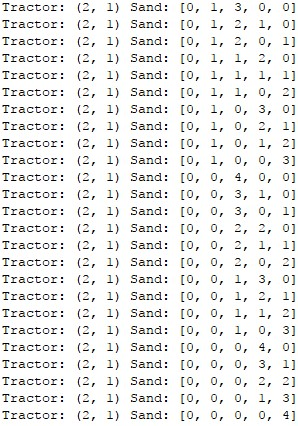 Tractor: (2, 1) Sand: [0, 1, 3, 0, 0]
Tractor: (2, 1) Sand: [0, 1, 2, 1, 0]
Tractor: (2, 1) Sand: [0, 1, 2, 0, 1]
Tractor: (2, 1) Sand: [0, 1, 1, 2, 0]
Tractor: (2, 1) Sand: [0, 1, 1, 1, 1]
Tractor: (2, 1) Sand: [0, 1, 1, 0, 2]
Tractor: (2, 1) Sand: [0, 1, 0, 3, 0]
Tractor: (2, 1) Sand: [0, 1, 0, 2, 1]
Tractor: (2, 1) Sand: [0, 1, 0, 1, 2]
Tractor: (2, 1) Sand: [0, 1, 0, 0, 3]
Tractor: (2, 1) Sand: [0, 0, 4, 0, 0]
Tractor: (2, 1) Sand: [0, 0, 3, 1, 0]
Tractor: (2, 1) Sand: [0, 0, 3, 0, 1]
Tractor: (2, 1) Sand: [0, 0, 2, 2, 0]
Tractor: (2, 1) Sand: [0, 0, 2, 1, 1]
Tractor: (2, 1) Sand: [0, 0, 2, 0, 2]
Tractor: (2, 1) Sand: [0, 0, 1, 3, 0]
Tractor: (2, 1) Sand: [0, 0, 1, 2, 1]
Tractor: (2, 1) Sand: [0, 0, 1, 1, 2]
Tractor: (2, 1) Sand: [0, 0, 1, 0, 3]
Tractor: (2, 1) Sand: [0, 0, 0, 4, 0]
Tractor: (2, 1) Sand: [0, 0, 0, 3, 1]
Tractor: (2, 1) Sand: [0, 0, 0, 2, 2]
Tractor: (2, 1) Sand: [0, 0, 0, 1, 3]
Tractor: (2, 1) Sand: [0, 0, 0, 0, 4]